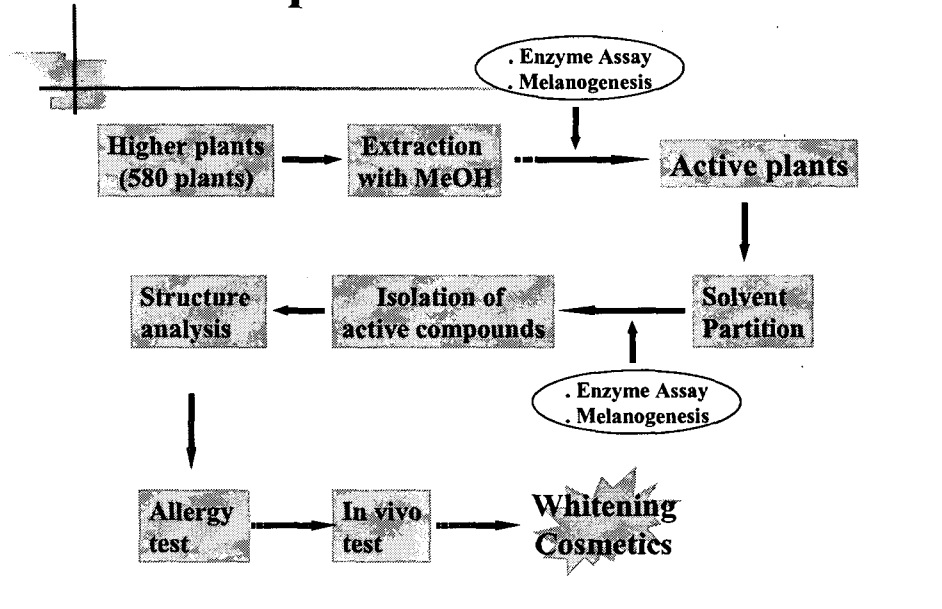 . Enzyme Assay
. Melanogenesis
Higher plants
(580 plants)
Extraction
with MeOH
Active plants
Structure
analysis
Isolation of
active compounds
Solvent
Partition
. Enzyme Assay
. Melanogenesis
Allergy
test
In vivo
test
Whitening
Cosmetics